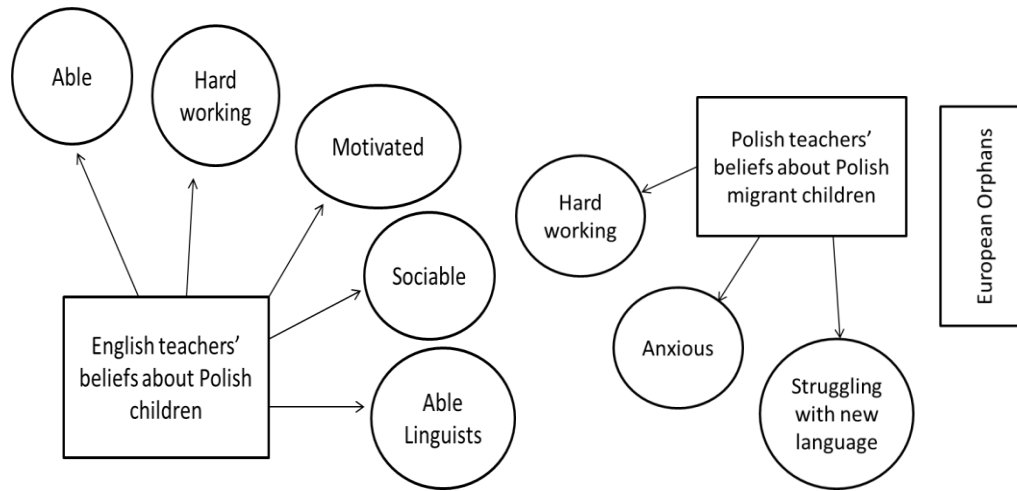 Able
Hard
working
Motivated
Sociable
Able
Linguists
English teachers’
beliefs about Polish
children
Polish teachers’
beliefs about Polish
migrant children
Hard
working
Anxious
Struggling
with new
language
European Orphans